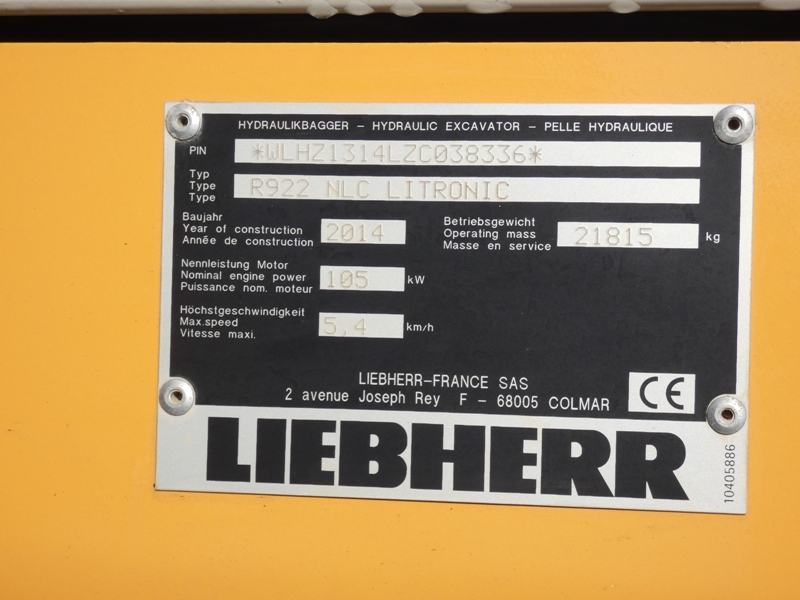 HYDRAULIKBAGGER – HYDRAULIC EXCAVATOR – PELLE HYDRAULIQUE
PIN *WLHZ1314LZC038336*
Typ
Type
Type
R922 NLC LITRONIC
Baujahr
Year of construction
Année de construction
2014
Betriebsgewicht
Operating mass
Masse en service
21815 kg
Nennleistung Motor
Nominal engine power
Puissance nom. moteur
105 kW
Höchstgeschwindigkeit
Max.speed
Vitesse maxi.
5,4 km/h
LIEBHERR–FRANCE SAS
2 avenue Joseph Rey F – 68005 COLMAR
CE
LIEBHERR
10405886